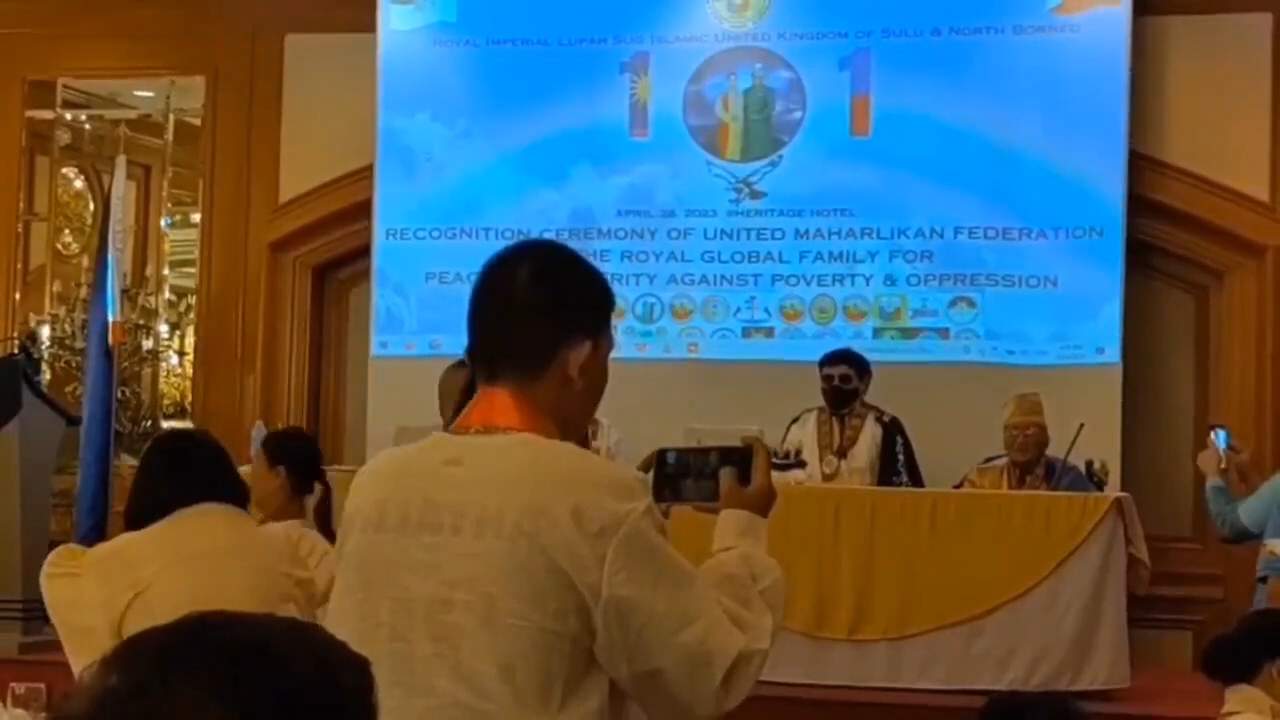 ROYAL IMPERIAL LUPAH SUG ISLAMIC UNITED KINGDOM OF SULU & NORTH BORNEO
1 1
APRIL 28, 2023 @HERITAGE HOTEL
RECOGNITION CEREMONY OF UNITED MAHARLIKAN FEDERATION
THE ROYAL GLOBAL FAMILY FOR
AGAINST POVERTY & OPPRESSION